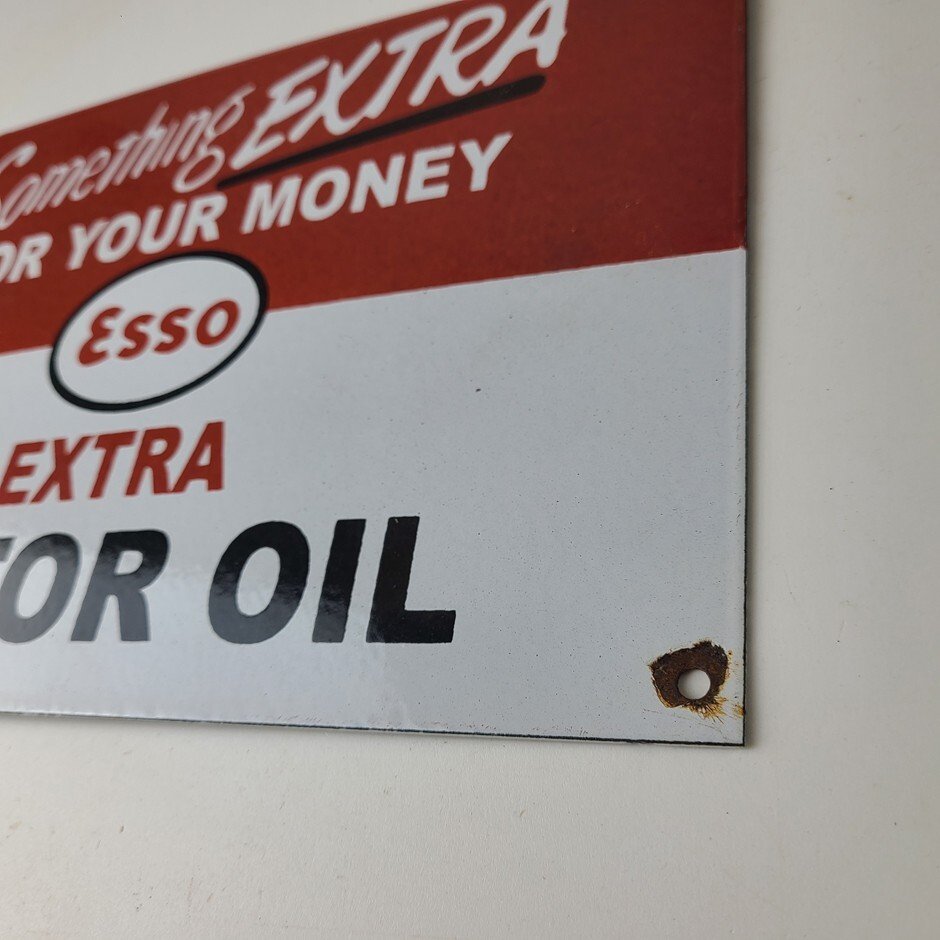 Something EXTRA
OR YOUR MONEY
Esso
EXTRA
TOR OIL